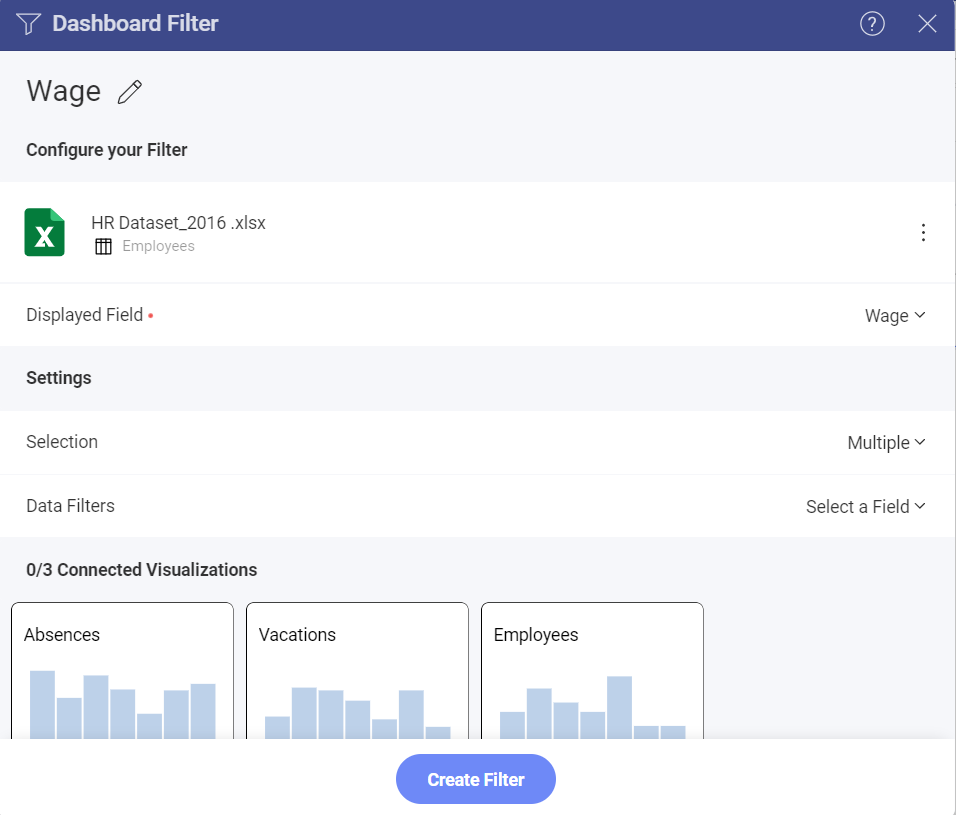 Dashboard Filter
?
Wage
Configure your Filter
X
HR Dataset_2016 .xlsx
Employees
Displayed Field •
Wage
Settings
Selection
Multiple
Data Filters
Select a Field
0/3 Connected Visualizations
Absences
Vacations
Employees
Create Filter